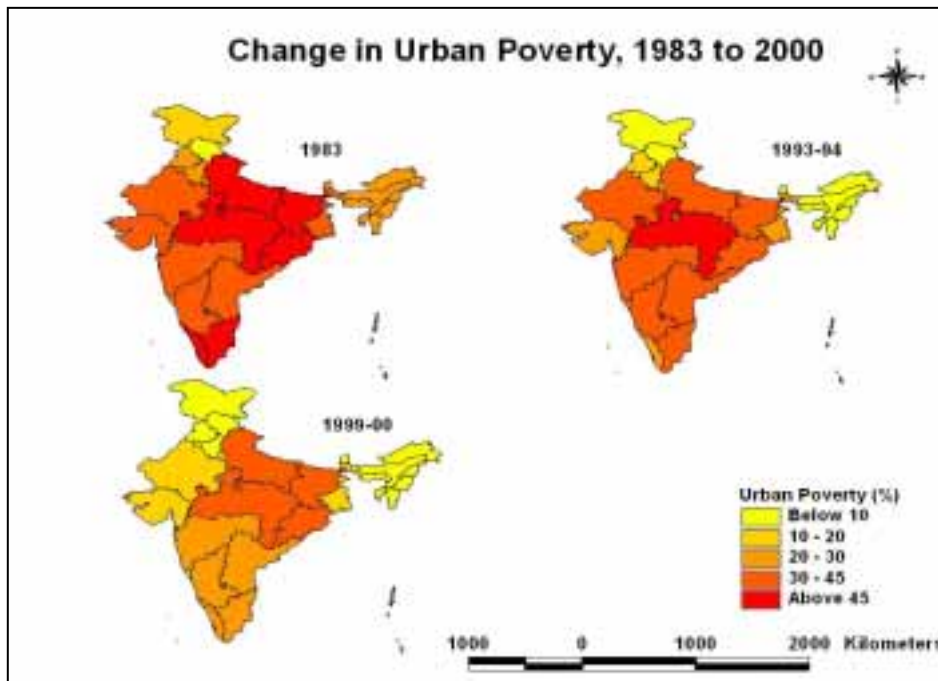 Change in Urban Poverty, 1983 to 2000
1983
1993-94
1999-00
Urban Poverty (%)
Below 10
10 - 20
20 - 30
30 - 45
Above 45
1000 0 1000 2000 Kilometers